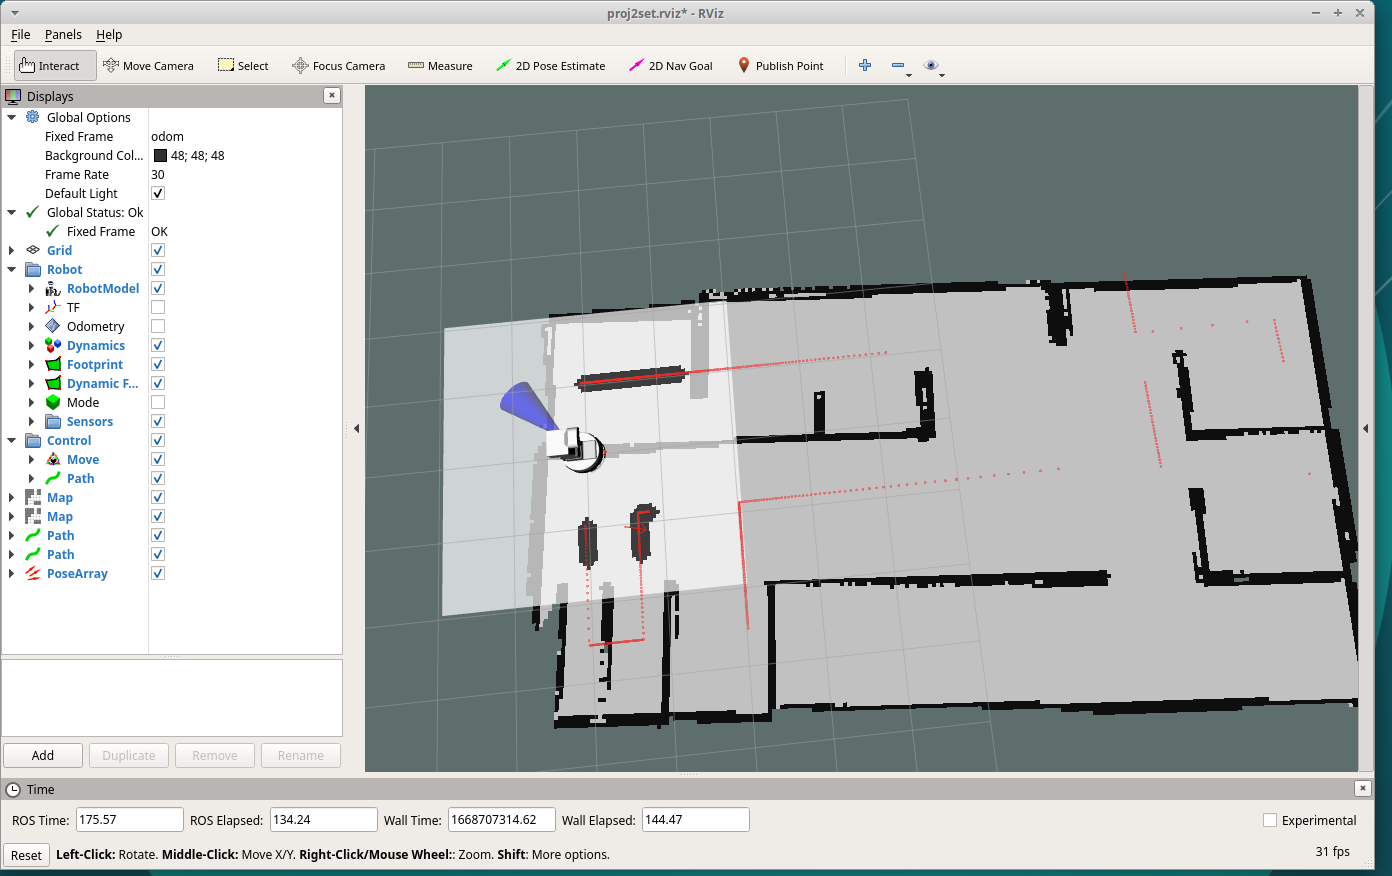 proj2set.rviz* - RViz
File Panels Help
Interact Move Camera Select Focus Camera Measure 2D Pose Estimate 2D Nav Goal Publish Point
Displays
Global Options
Fixed Frame odom
Background Col... 48; 48; 48
Frame Rate 30
Default Light
Global Status: Ok
Fixed Frame OK
Grid
Robot
RobotModel
TF
Odometry
Dynamics
Footprint
Dynamic F...
Mode
Sensors
Control
Move
Path
Map
Map
Path
Path
PoseArray
Add Duplicate Remove Rename
Time
ROS Time: 175.57 ROS Elapsed: 134.24 Wall Time: 1668707314.62 Wall Elapsed: 144.47 Experimental
Reset Left-Click: Rotate. Middle-Click: Move X/Y. Right-Click/Mouse Wheel:: Zoom. Shift: More options. 31 fps